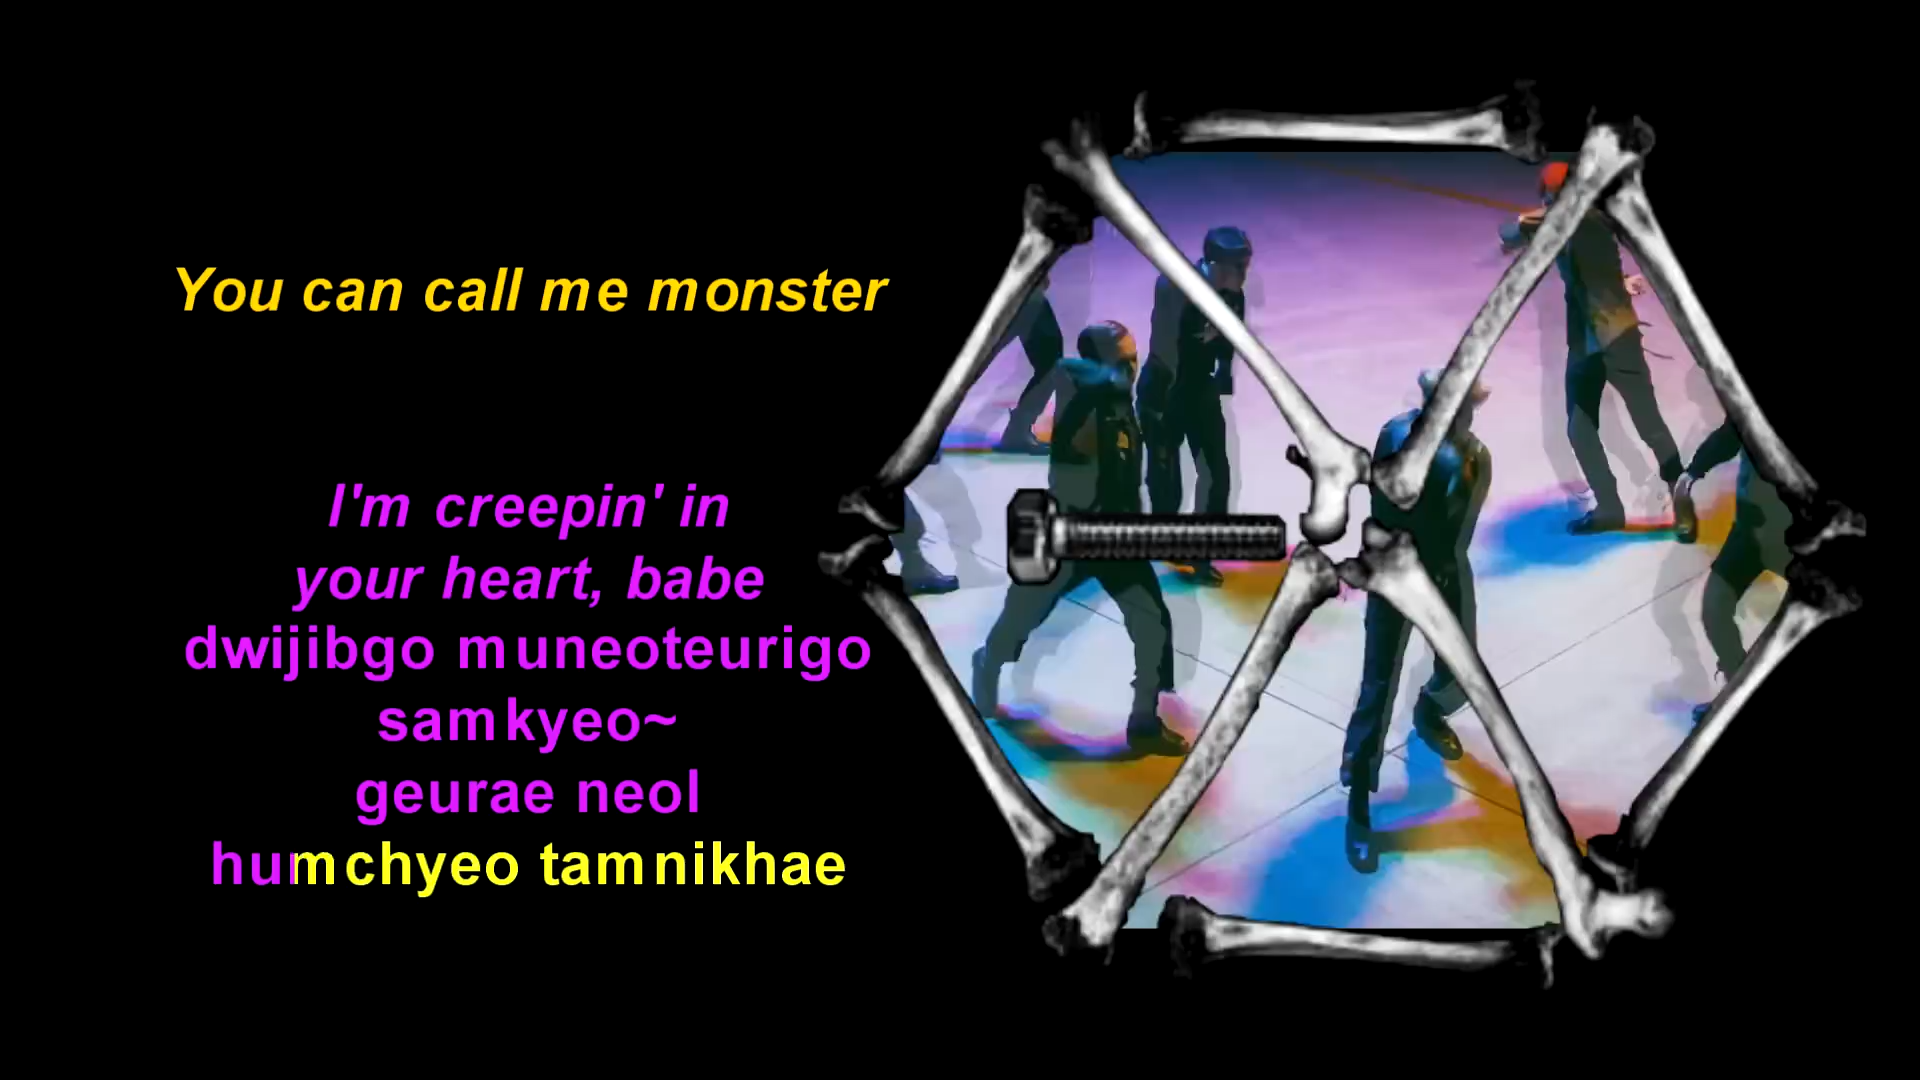 You can call me monster
I'm creepin' in
your heart, babe
dwijibgo muneoteurigo
samkyeo~
geurae neol
humchyeo tamnikhae